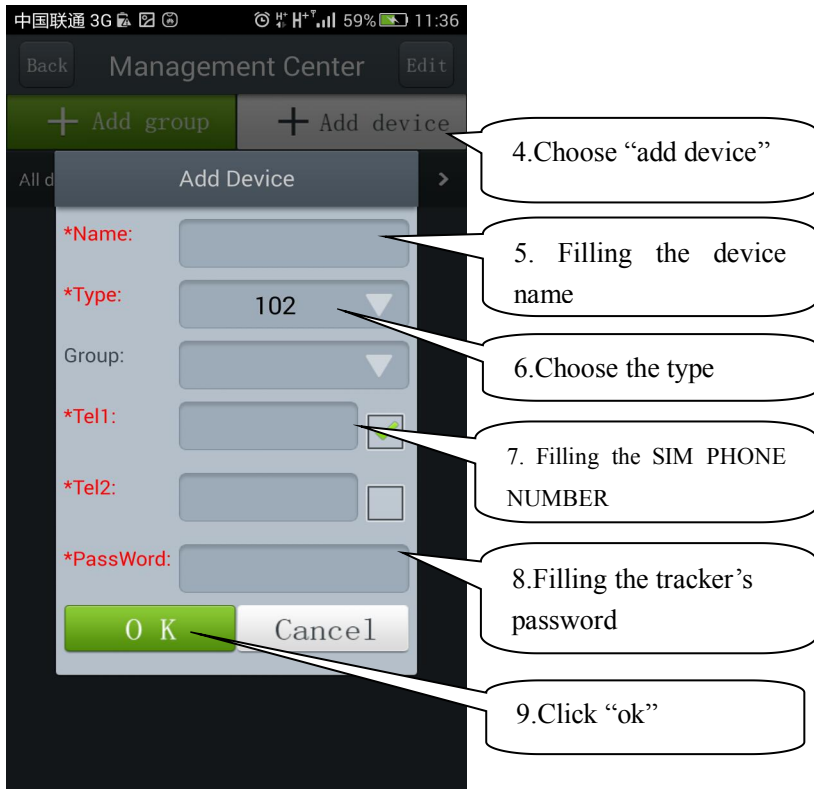 中国联通 3G 59% 11:36
Back Management Center Edit
+ Add group + Add device
All d
Add Device
*Name:
*Type: 102
Group:
*Tel1:
*Tel2:
*PassWord:
O K Cancel
4.Choose “add device”
5. Filling the device
name
6.Choose the type
7. Filling the SIM PHONE
NUMBER
8.Filling the tracker’s
password
9.Click “ok”